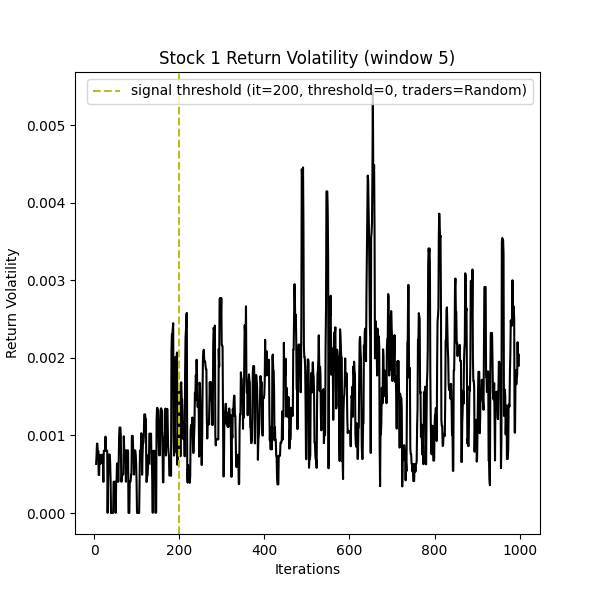 Stock 1 Return Volatility (window 5)
signal threshold (it=200, threshold=0, traders=Random)
0.005
0.004
0.003
0.002
0.001
0.000
Return Volatility
0 200 400 600 800 1000
Iterations